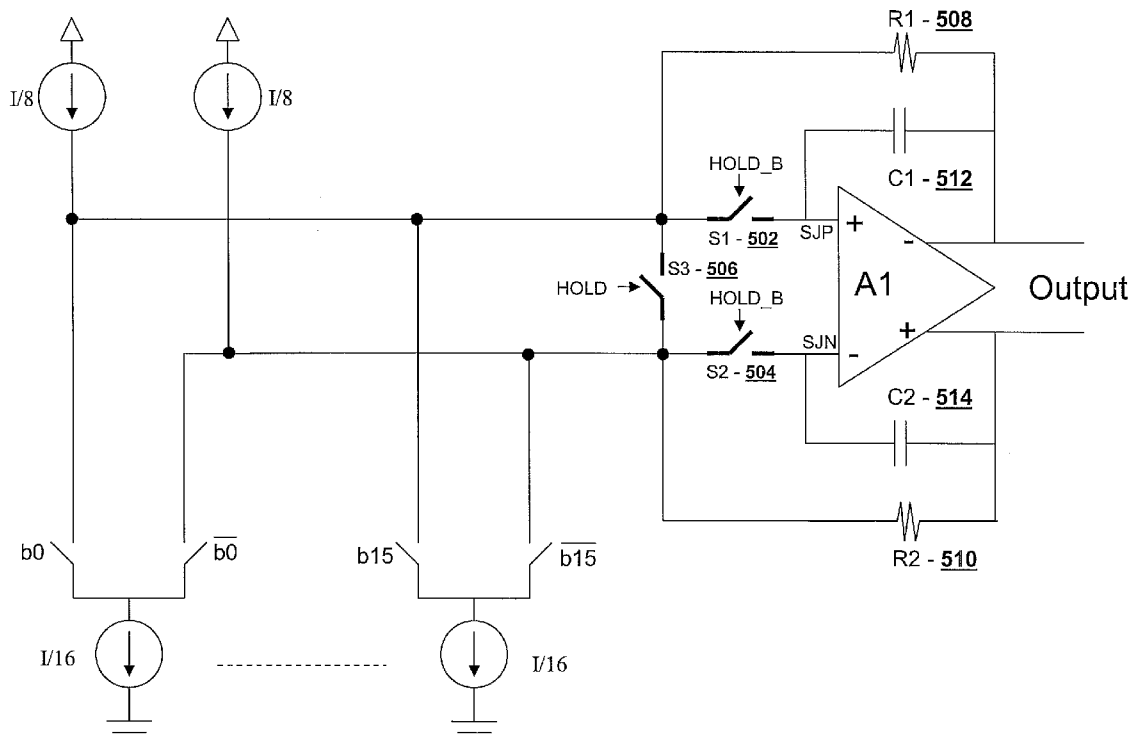 R1 - 508
I/8
I/8
HOLD_B
C1 - 512
+
S1 - 502
SJP
-
S3 - 506
A1
Output
HOLD
HOLD_B
+
SJN
-
S2 - 504
C2 - 514
b0
b0
b15
b15
R2 - 510
I/16
I/16